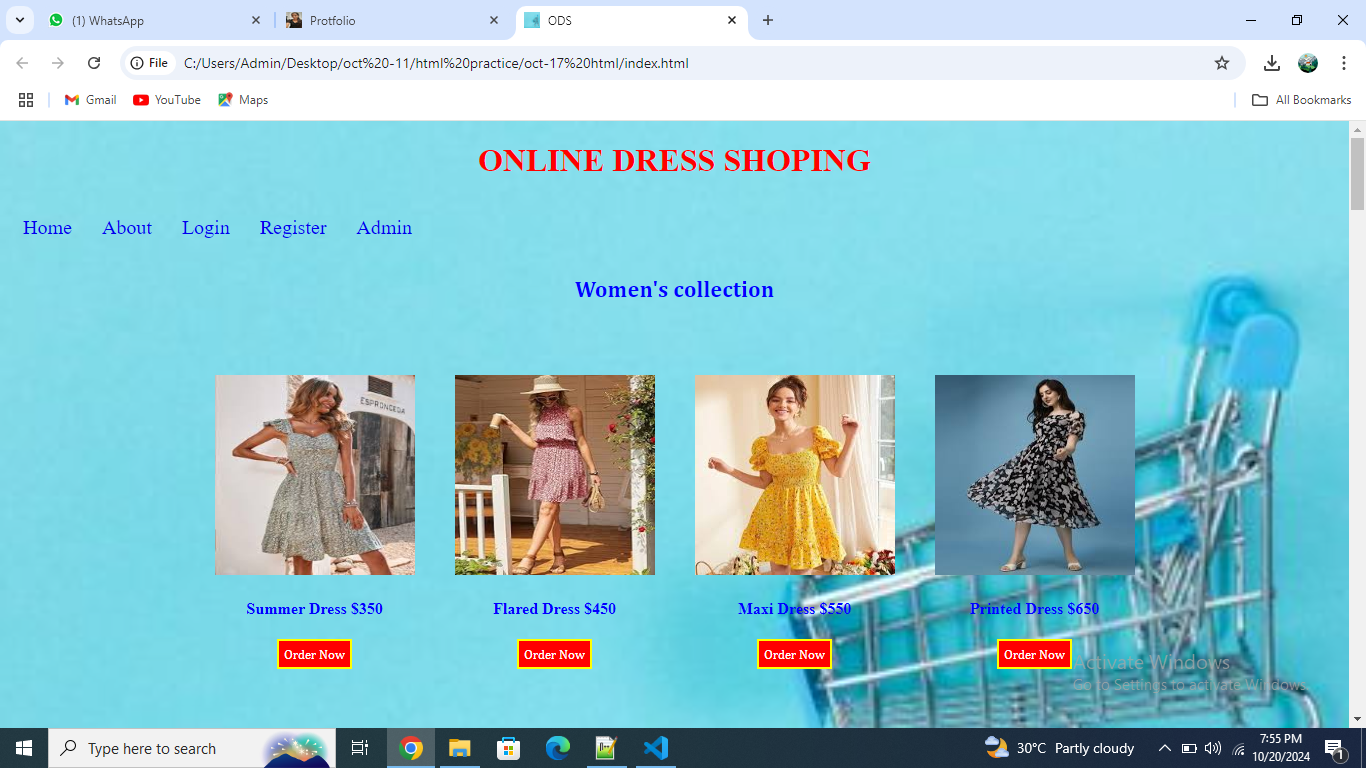 (1) WhatsApp
Protfolio
ODS
File
C:/Users/Admin/Desktop/oct%20-11/html%20practice/oct-17%20html/index.html
Gmail
YouTube
Maps
All Bookmarks
ONLINE DRESS SHOPING
Home About Login Register Admin
Women's collection
ESPRONCEDA
Summer Dress $350 Flared Dress $450 Maxi Dress $550 Printed Dress $650
Order Now Order Now Order Now Order Now
Activate Windows
Go to Settings to activate Windows.
Type here to search
30°C Partly cloudy
7:55 PM
10/20/2024
1